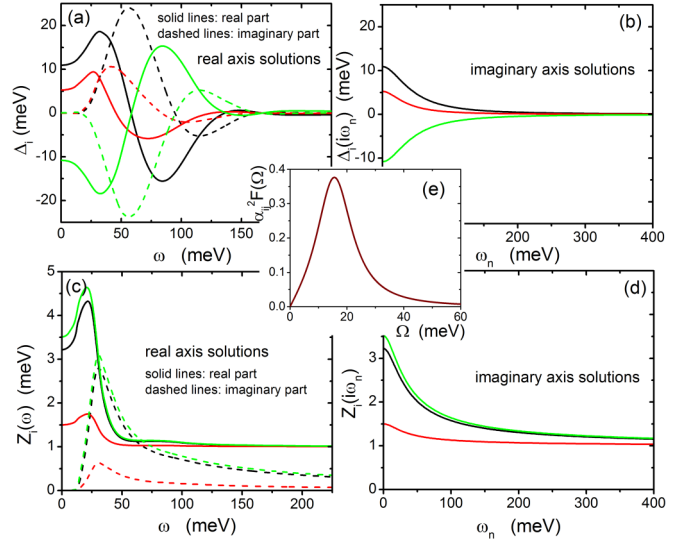 (a)
solid lines: real part
dashed lines: imaginary part
real axis solutions
Δi (meV)
20
10
0
-10
-20
0 50 100 150 200
ω (meV)
(b)
imaginary axis solutions
Δi(iωn) (meV)
20
10
0
-10
200 300 400
ωn (meV)
(e)
αij²F(Ω)
0.4
0.3
0.2
0.1
0.0
0 20 40 60
Ω (meV)
(c)
real axis solutions
solid lines: real part
dashed lines: imaginary part
Zi(ω) (meV)
5
4
3
2
1
0
0 50 100 150 200
ω (meV)
(d)
imaginary axis solutions
Zi(iωn)
3
2
1
0
0 100 200 300 400
ωn (meV)